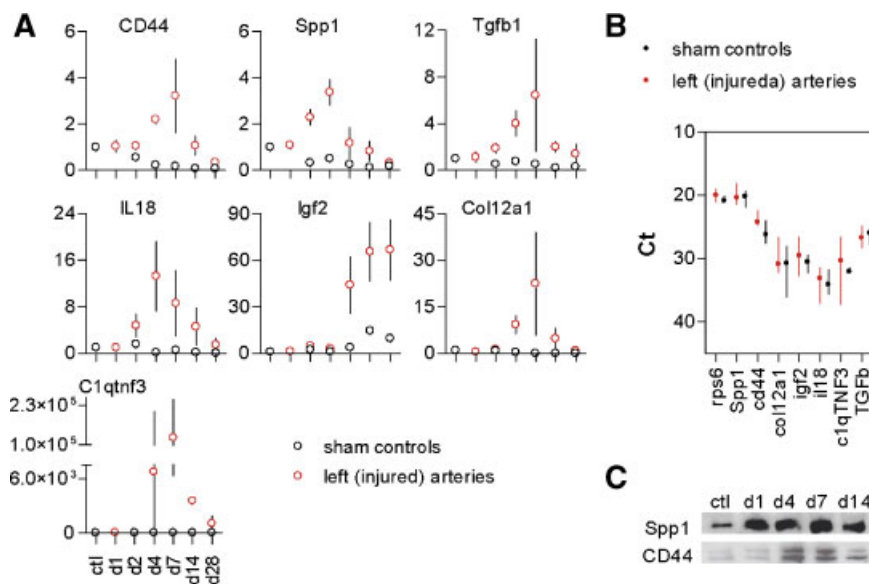 A
CD44
Spp1
Tgfb1
6
4
2
0
6
4
2
0
12
8
4
0
IL18
Igf2
Col12a1
24
16
8
0
90
60
30
0
45
30
15
0
C1qtnf3
2.3×10⁵
1.0×10⁵
6.0×10³
0
ctl
d1
d2
d4
d7
d14
d28
sham controls
left (injured) arteries
B
sham controls
left (injureda) arteries
10
20
30
40
Ct
rps6
Spp1
cd44
col12a1
igf2
il18
c1qTNF3
TGFb
C
ctl d1 d4 d7 d14
Spp1
CD44